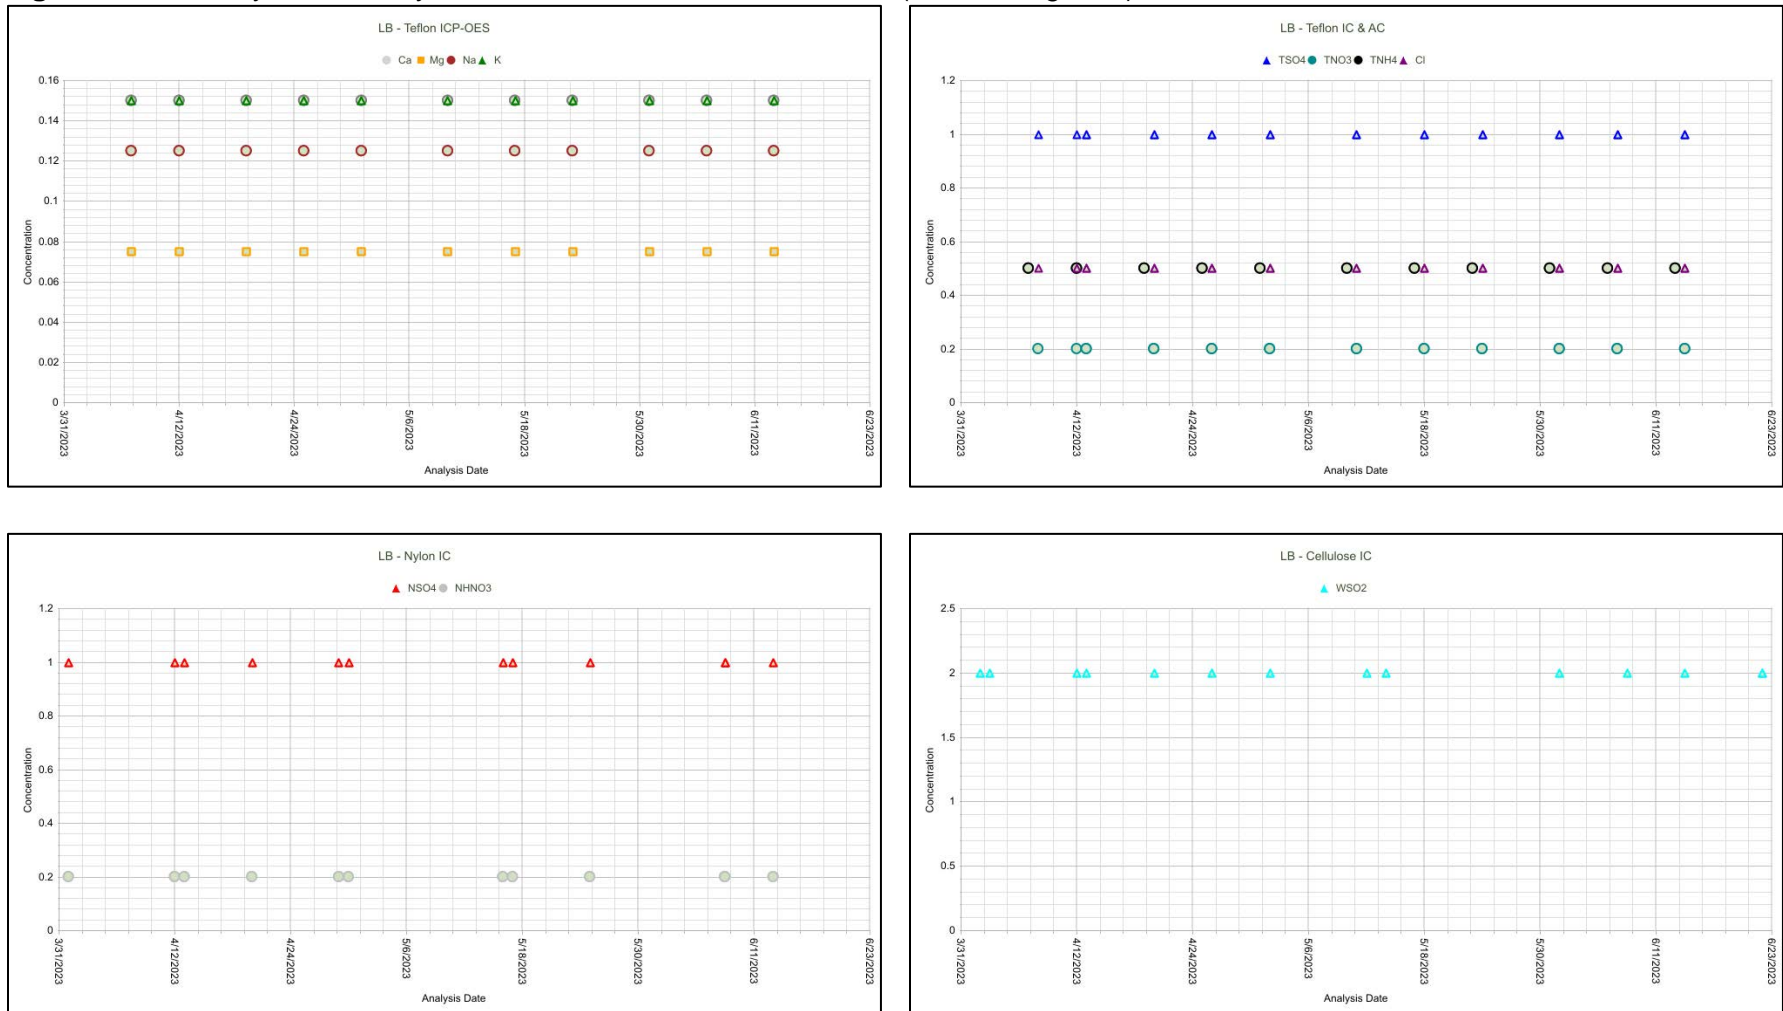 LB - Teflon ICP-OES
Ca Mg Na K
0.16
0.14
0.12
0.1
0.08
0.06
0.04
0.02
0
Concentration
3/31/2023 4/12/2023 4/24/2023 5/6/2023 5/18/2023 5/30/2023 6/11/2023 6/23/2023
Analysis Date
LB - Teflon IC & AC
TSO4 TNO3 TNH4 Cl
1.2
1
0.8
0.6
0.4
0.2
0
Concentration
3/31/2023 4/12/2023 4/24/2023 5/6/2023 5/18/2023 5/30/2023 6/11/2023 6/23/2023
Analysis Date
LB - Nylon IC
NSO4 NHNO3
1.2
1
0.8
0.6
0.4
0.2
0
Concentration
3/31/2023 4/12/2023 4/24/2023 5/6/2023 5/18/2023 5/30/2023 6/11/2023 6/23/2023
Analysis Date
LB - Cellulose IC
WSO2
2.5
2
1.5
1
0.5
0
Concentration
3/31/2023 4/12/2023 4/24/2023 5/6/2023 5/18/2023 5/30/2023 6/11/2023 6/23/2023
Analysis Date